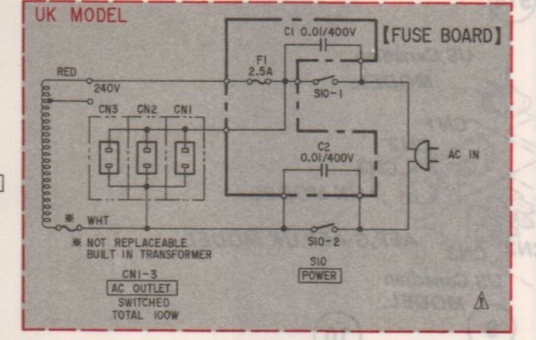 UK MODEL
C1 0.01/400V
【FUSE BOARD】
F1
2.5A
RED
240V
S10-1
CN3 CN2 CN1
AC IN
C2
0.01/400V
※ WHT
※ NOT REPLACEABLE
BUILT IN TRANSFORMER
S10-2
CN1-3
AC OUTLET
SWITCHED
TOTAL 100W
S10
POWER